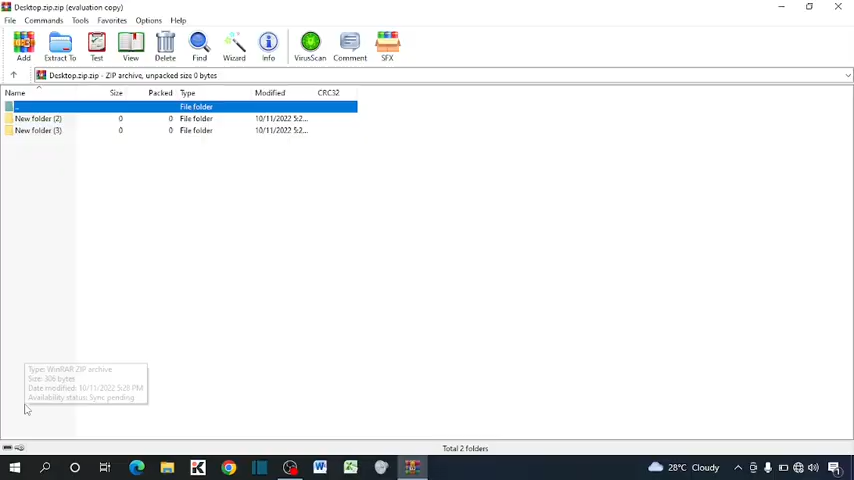 Desktop.zip.zip (evaluation copy)
File Commands Tools Favorites Options Help
Add Extract To Test View Delete Find Wizard Info VirusScan Comment SFX
Desktop.zip.zip - ZIP archive, unpacked size 0 bytes
Name Size Packed Type Modified CRC32
.. File folder
New folder (2) 0 0 File folder 10/11/2022 5:2...
New folder (3) 0 0 File folder 10/11/2022 5:2...
Type: WinRAR ZIP archive
Size: 306 bytes
Date modified: 10/11/2022 5:28 PM
Availability status: Sync pending
Total 2 folders
28°C Cloudy